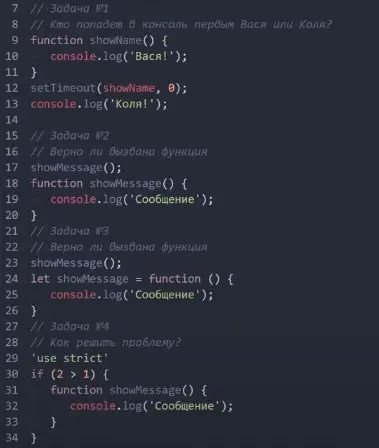 7 // Задача №1
8 // Кто попадет в консоль первым Вася или Коля?
9 function showName() {
10 console.log('Вася!');
11 }
12 setTimeout(showName, 0);
13 console.log('Коля!');
14
15 // Задача №2
16 // Верно ли вызвана функция
17 showMessage();
18 function showMessage() {
19 console.log('Сообщение');
20 }
21 // Задача №3
22 // Верно ли вызвана функция
23 showMessage();
24 let showMessage = function () {
25 console.log('Сообщение');
26 }
27 // Задача №4
28 // Как решить проблему?
29 'use strict'
30 if (2 > 1) {
31 function showMessage() {
32 console.log('Сообщение');
33 }
34 }